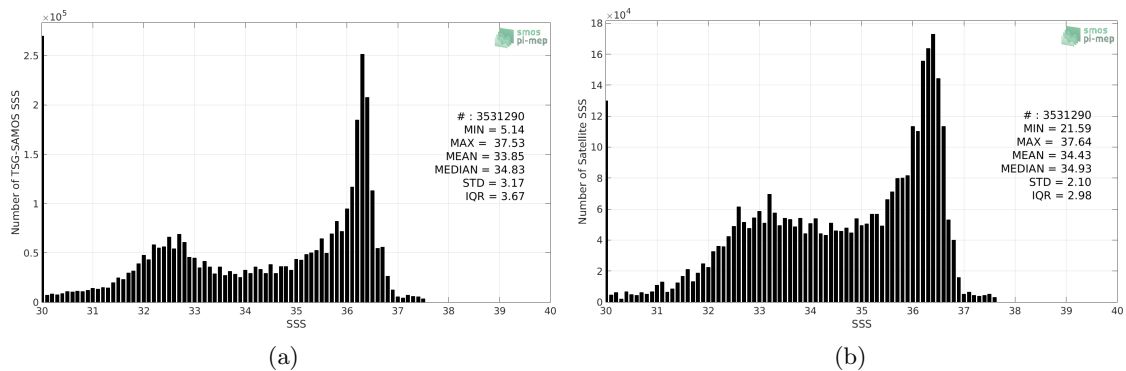 ×10⁵
smos
pi-mep
Number of TSG-SAMOS SSS
2.5
2
1.5
1
0.5
0
# : 3531290
MIN = 5.14
MAX = 37.53
MEAN = 33.85
MEDIAN = 34.83
STD = 3.17
IQR = 3.67
30 31 32 33 34 35 36 37 38 39 40
SSS
(a)
×10⁴
smos
pi-mep
Number of Satellite SSS
18
16
14
12
10
8
6
4
2
0
# : 3531290
MIN = 21.59
MAX = 37.64
MEAN = 34.43
MEDIAN = 34.93
STD = 2.10
IQR = 2.98
30 31 32 33 34 35 36 37 38 39 40
SSS
(b)